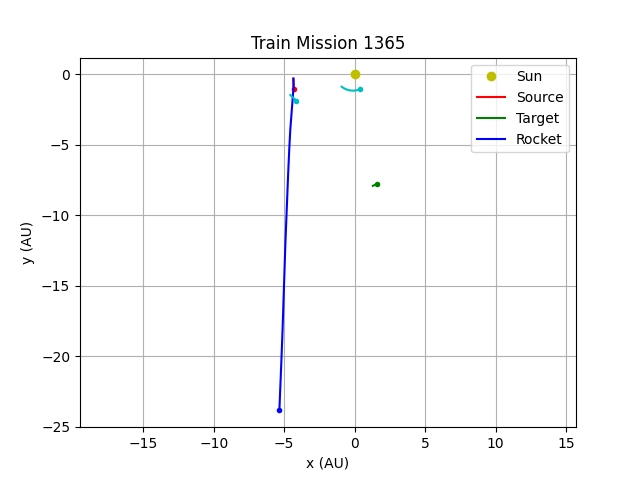 Train Mission 1365
Sun
Source
Target
Rocket
0
−5
−10
−15
−20
−25
y (AU)
−15
−10
−5
0
5
10
15
x (AU)